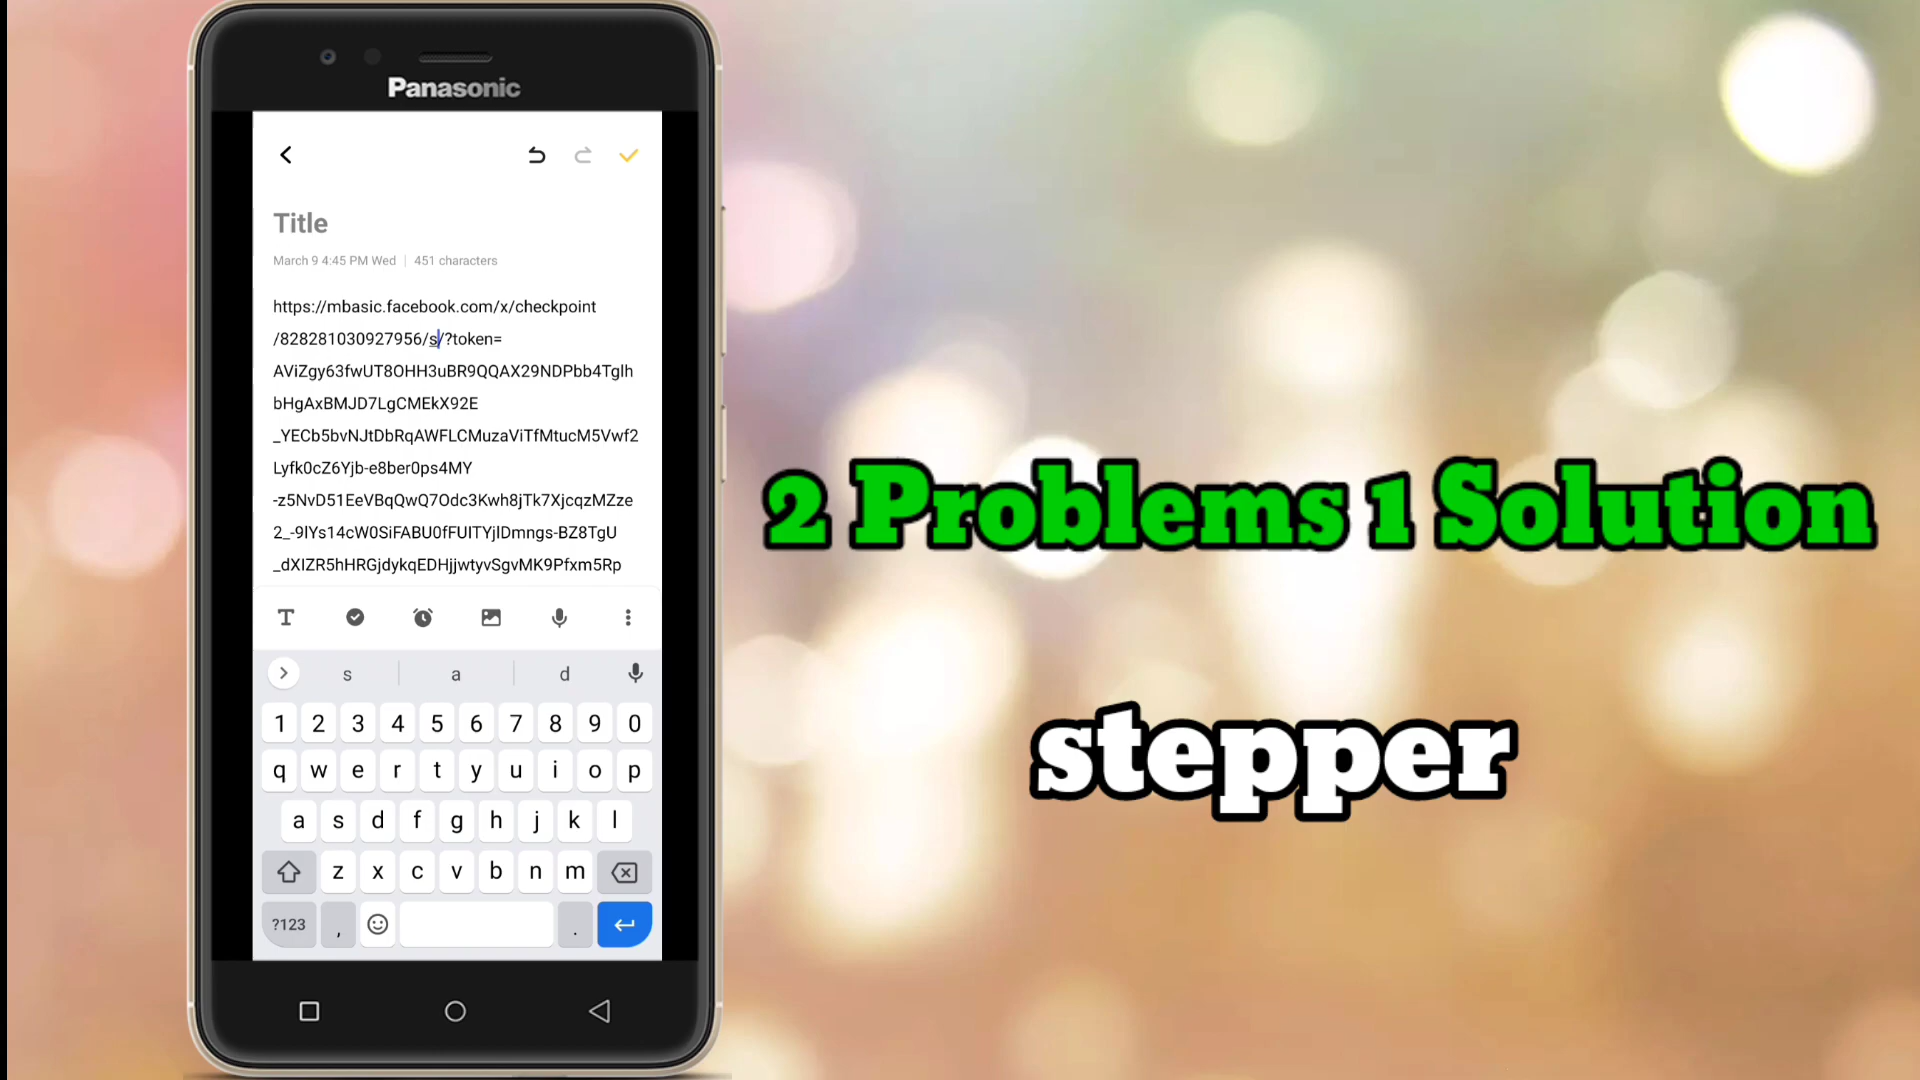 Panasonic
Title
March 9 4:45 PM Wed | 451 characters
https://mbasic.facebook.com/x/checkpoint
/828281030927956/s/?token=
AViZgy63fwUT8OHH3uBR9QQAX29NDPbb4Tglh
bHgAxBMJD7LgCMEkX92E
_YECb5bvNJtDbRqAWFLCMuzaViTfMtucM5Vwf2
Lyfk0cZ6Yjb-e8ber0ps4MY
-z5NvD51EeVBqQwQ7Odc3Kwh8jTk7XjcqzMZze
2_-9IYs14cW0SiFABU0fFUITYjlDmngs-BZ8TgU
_dXIZR5hHRGjdykqEDHjjwtyvSgvMK9Pfxm5Rp
T
s a d
1 2 3 4 5 6 7 8 9 0
q w e r t y u i o p
a s d f g h j k l
z x c v b n m
?123 , .
2 Problems 1 Solution
stepper